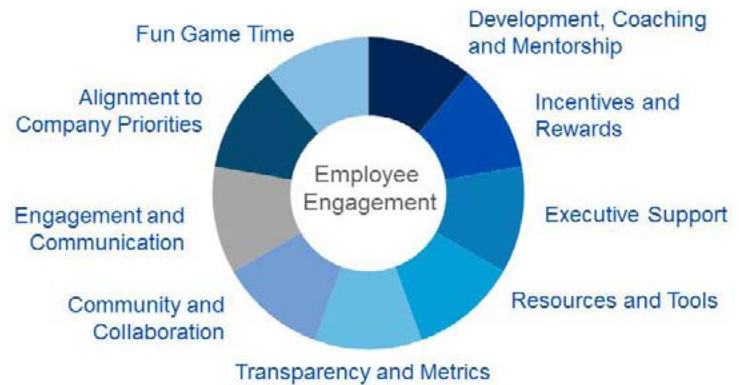 Fun Game Time
Development, Coaching
and Mentorship
Alignment to
Company Priorities
Incentives and
Rewards
Employee
Engagement
Engagement and
Communication
Executive Support
Community and
Collaboration
Resources and Tools
Transparency and Metrics